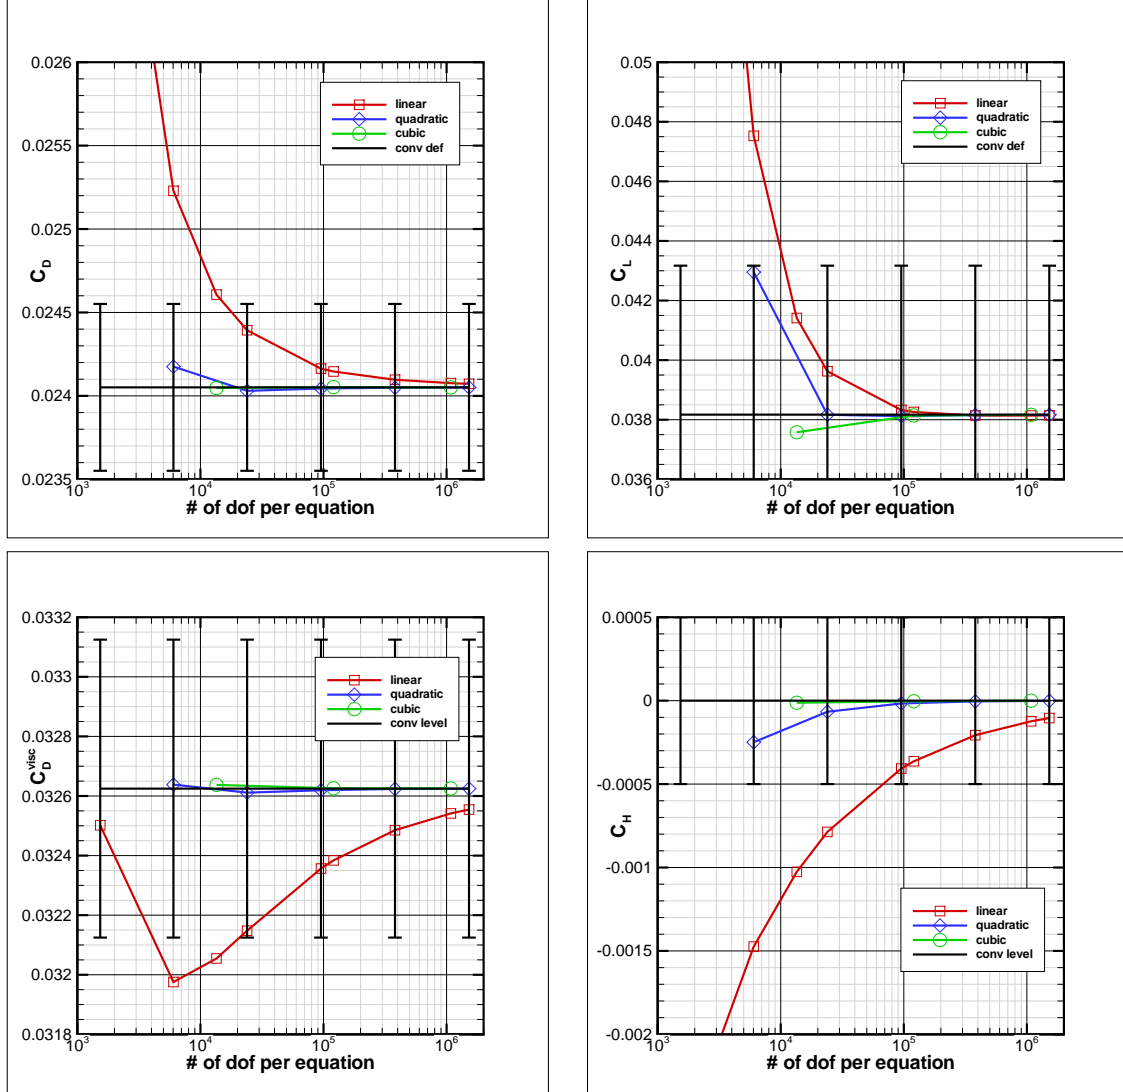 0.026
0.0255
0.025
0.0245
0.024
0.0235
C_D
10^3
10^4
10^5
10^6
# of dof per equation
linear
quadratic
cubic
conv def
0.05
0.048
0.046
0.044
0.042
0.04
0.038
0.036
C_L
10^3
10^4
10^5
10^6
# of dof per equation
linear
quadratic
cubic
conv def
0.0332
0.033
0.0328
0.0326
0.0324
0.0322
0.032
0.0318
C_D^visc
10^3
10^4
10^5
10^6
# of dof per equation
linear
quadratic
cubic
conv level
0.0005
0
-0.0005
-0.001
-0.0015
-0.002
C_H
10^3
10^4
10^5
10^6
# of dof per equation
linear
quadratic
cubic
conv level